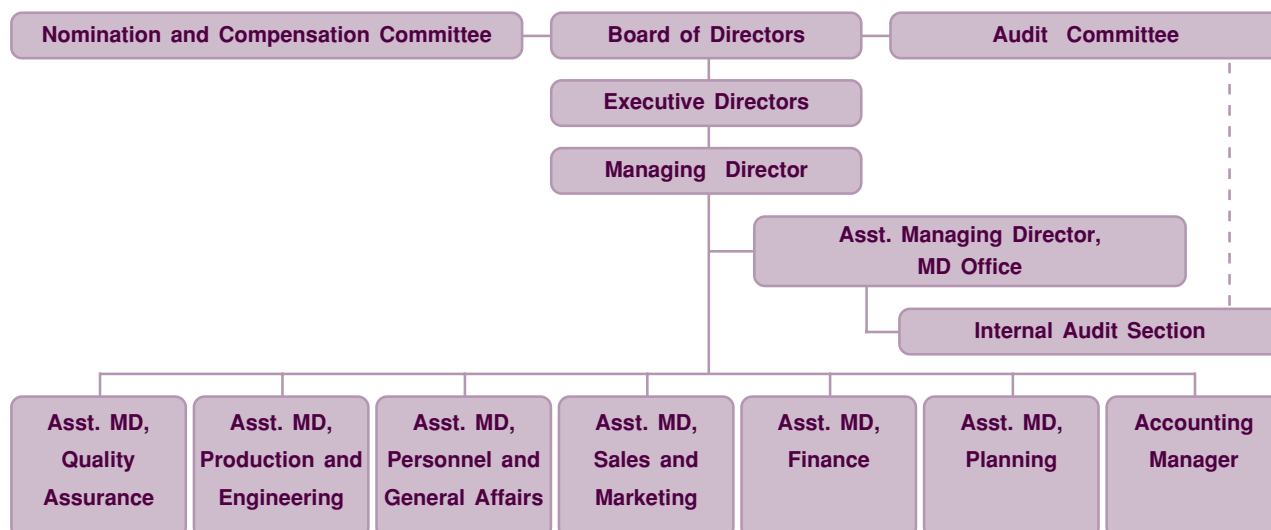 Nomination and Compensation Committee
Board of Directors
Audit Committee
Executive Directors
Managing Director
Asst. Managing Director,
MD Office
Internal Audit Section
Asst. MD,
Quality
Assurance
Asst. MD,
Production and
Engineering
Asst. MD,
Personnel and
General Affairs
Asst. MD,
Sales and
Marketing
Asst. MD,
Finance
Asst. MD,
Planning
Accounting
Manager